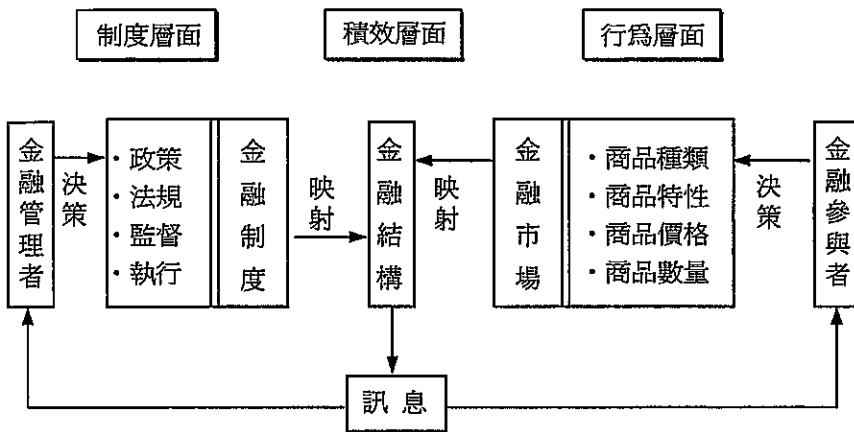 制度層面
積效層面
行爲層面
金融管理者
決策
・政策
・法規
・監督
・執行
金融制度
映射
金融結構
映射
金融市場
・商品種類
・商品特性
・商品價格
・商品數量
決策
金融參與者
訊息